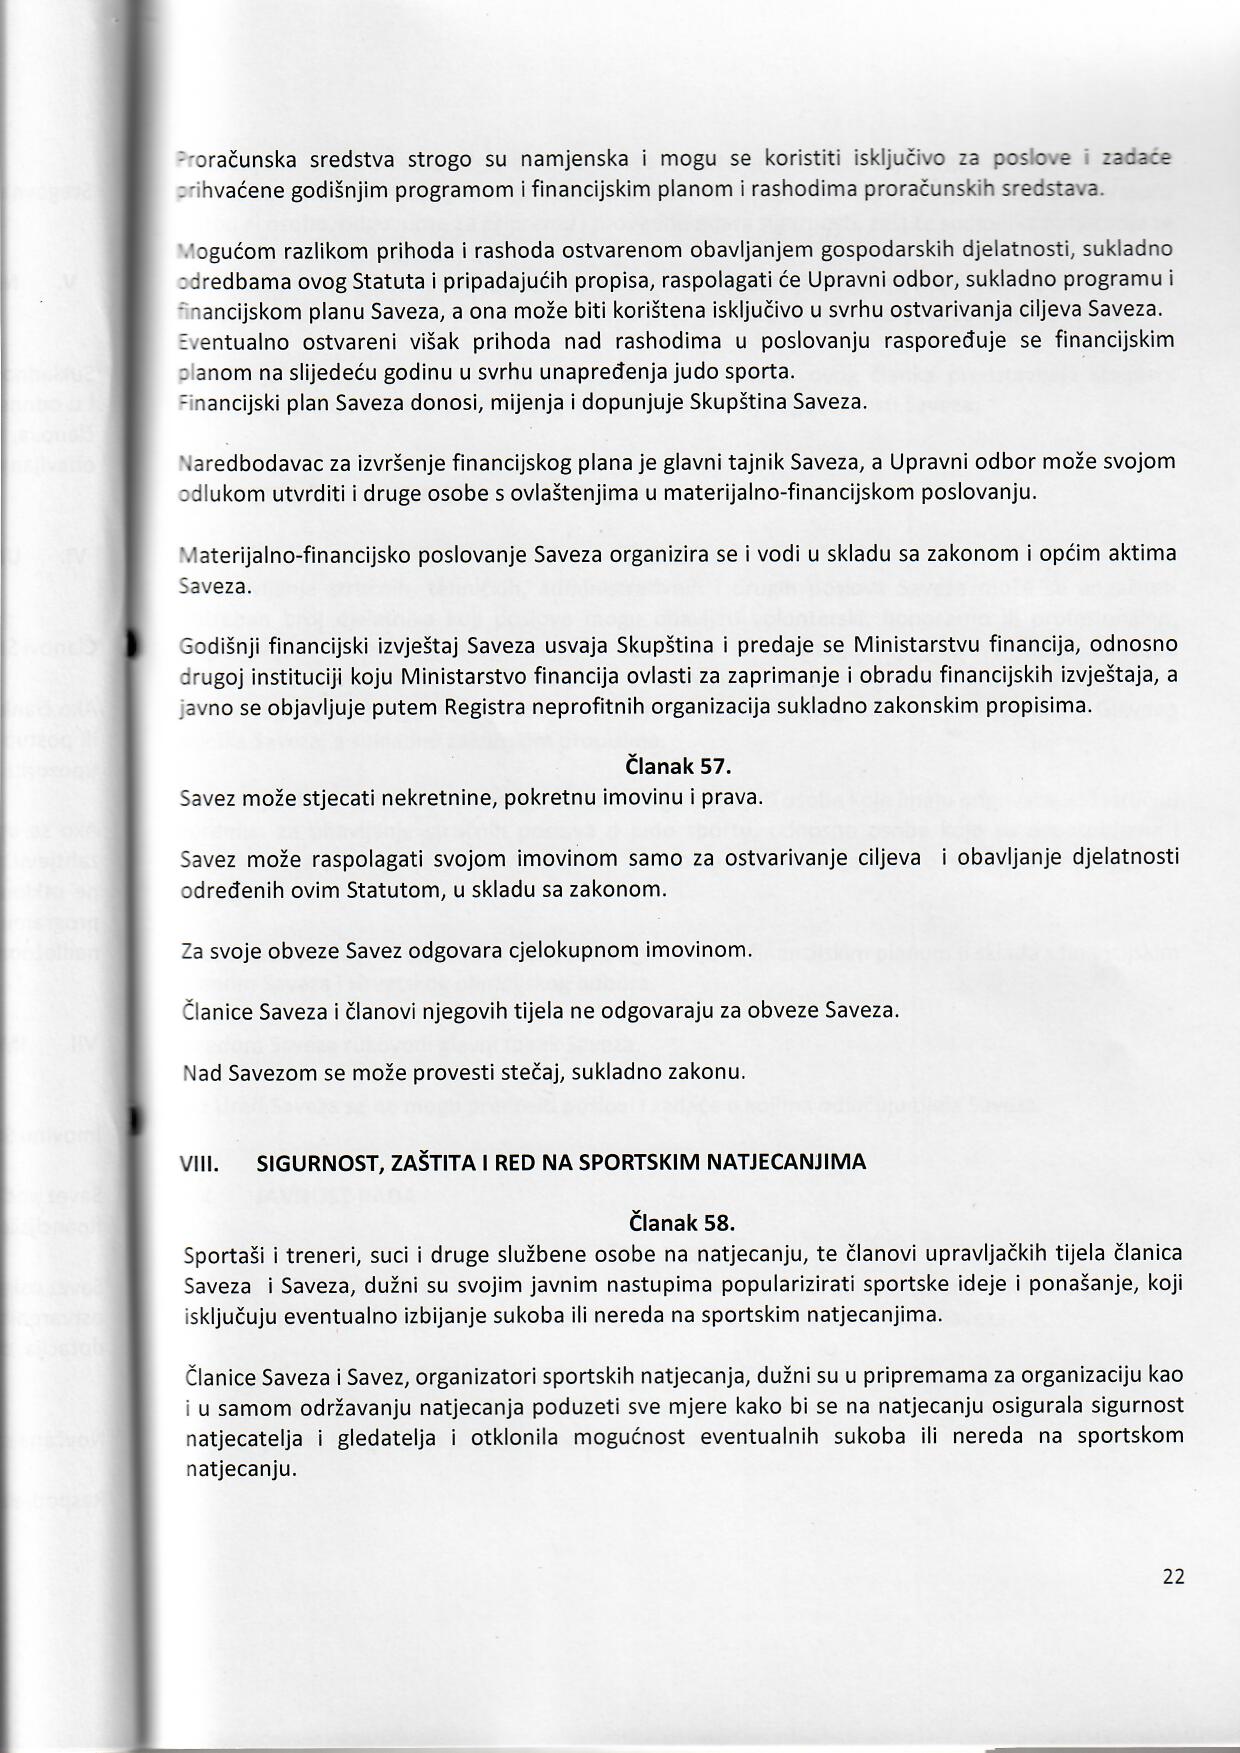 Proračunska sredstva strogo su namjenska i mogu se koristiti isključivo za poslove i zadaće
prihvaćene godišnjim programom i financijskim planom i rashodima proračunskih sredstava.
Mogućom razlikom prihoda i rashoda ostvarenom obavljanjem gospodarskih djelatnosti, sukladno
odredbama ovog Statuta i pripadajućih propisa, raspolagati će Upravni odbor, sukladno programu i
financijskom planu Saveza, a ona može biti korištena isključivo u svrhu ostvarivanja ciljeva Saveza.
Eventualno ostvareni višak prihoda nad rashodima u poslovanju raspoređuje se financijskim
planom na slijedeću godinu u svrhu unapređenja judo sporta.
Financijski plan Saveza donosi, mijenja i dopunjuje Skupština Saveza.
Naredbodavac za izvršenje financijskog plana je glavni tajnik Saveza, a Upravni odbor može svojom
odlukom utvrditi i druge osobe s ovlaštenjima u materijalno-financijskom poslovanju.
Materijalno-financijsko poslovanje Saveza organizira se i vodi u skladu sa zakonom i općim aktima
Saveza.
Godišnji financijski izvještaj Saveza usvaja Skupština i predaje se Ministarstvu financija, odnosno
drugoj instituciji koju Ministarstvo financija ovlasti za zaprimanje i obradu financijskih izvještaja, a
javno se objavljuje putem Registra neprofitnih organizacija sukladno zakonskim propisima.
Članak 57.
Savez može stjecati nekretnine, pokretnu imovinu i prava.
Savez može raspolagati svojom imovinom samo za ostvarivanje ciljeva i obavljanje djelatnosti
određenih ovim Statutom, u skladu sa zakonom.
Za svoje obveze Savez odgovara cjelokupnom imovinom.
Članice Saveza i članovi njegovih tijela ne odgovaraju za obveze Saveza.
Nad Savezom se može provesti stečaj, sukladno zakonu.
VIII. SIGURNOST, ZAŠTITA I RED NA SPORTSKIM NATJECANJIMA
Članak 58.
Sportaši i treneri, suci i druge službene osobe na natjecanju, te članovi upravljačkih tijela članica
Saveza i Saveza, dužni su svojim javnim nastupima popularizirati sportske ideje i ponašanje, koji
isključuju eventualno izbijanje sukoba ili nereda na sportskim natjecanjima.
Članice Saveza i Savez, organizatori sportskih natjecanja, dužni su u pripremama za organizaciju kao
i u samom održavanju natjecanja poduzeti sve mjere kako bi se na natjecanju osigurala sigurnost
natjecatelja i gledatelja i otklonila mogućnost eventualnih sukoba ili nereda na sportskom
natjecanju.
22